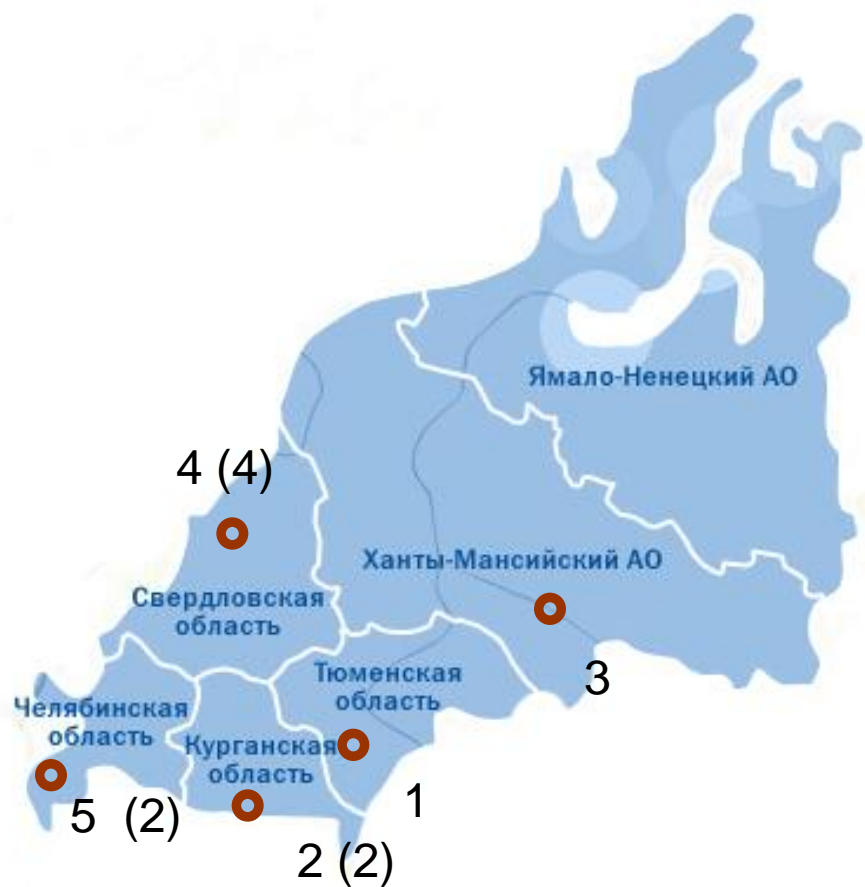 Ямало-Ненецкий АО
4 (4)
Ханты-Мансийский АО
Свердловская
область
3
Тюменская
область
Челябинская
область
Курганская
область
1
5 (2)
2 (2)